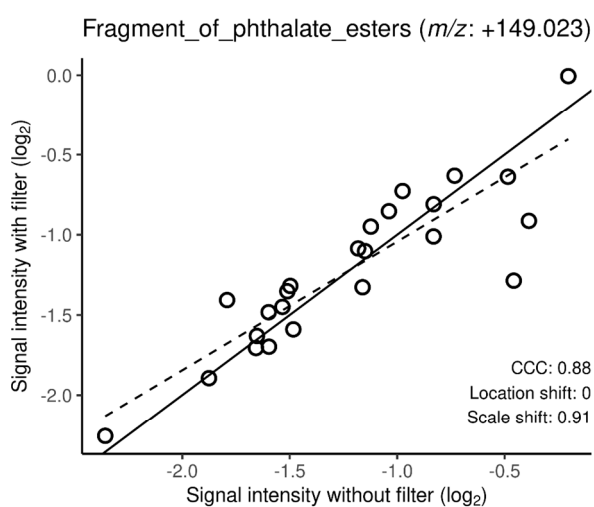 Fragment_of_phthalate_esters (m/z: +149.023)
Signal intensity with filter (log₂)
0.0
-0.5
-1.0
-1.5
-2.0
CCC: 0.88
Location shift: 0
Scale shift: 0.91
-2.0 -1.5 -1.0 -0.5
Signal intensity without filter (log₂)